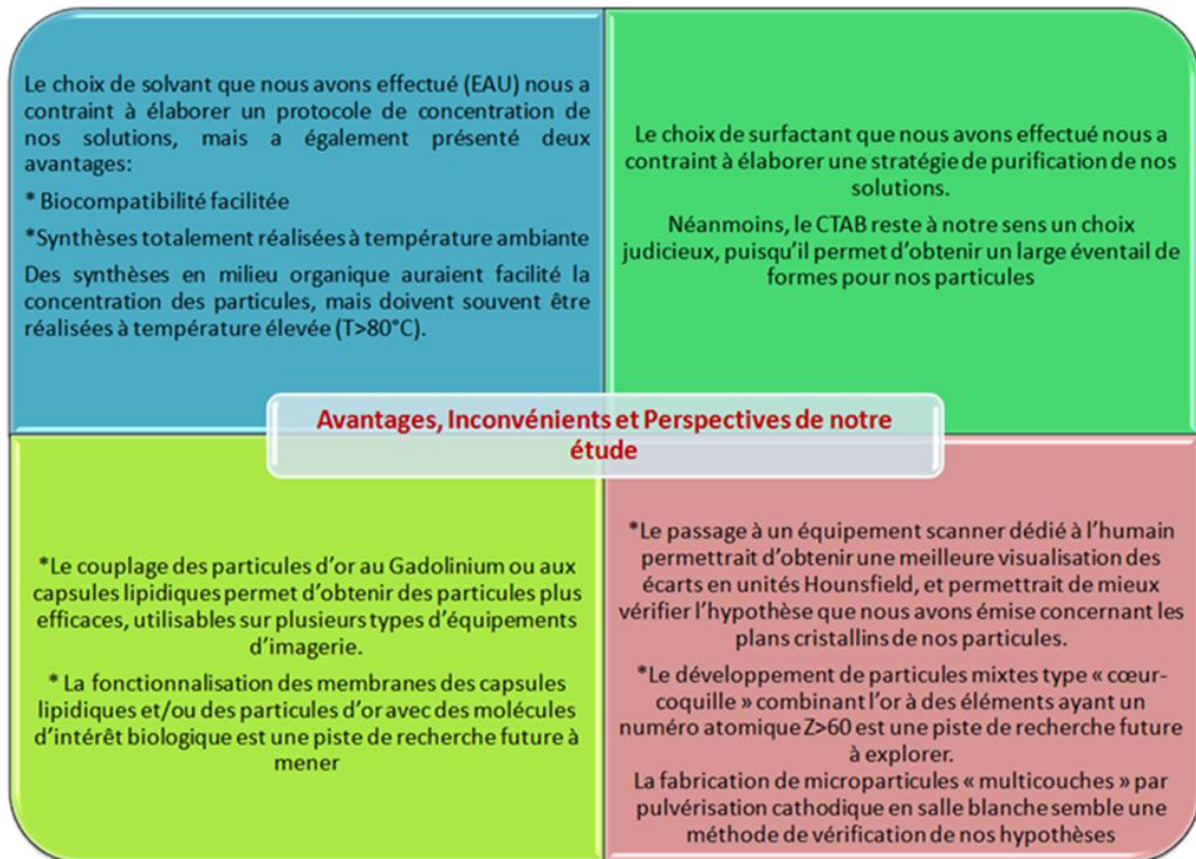 Le choix de solvant que nous avons effectué (EAU) nous a
contraint à élaborer un protocole de concentration de
nos solutions, mais a également présenté deux
avantages:
* Biocompatibilité facilitée
*Synthèses totalement réalisées à température ambiante
Des synthèses en milieu organique auraient facilité la
concentration des particules, mais doivent souvent être
réalisées à température élevée (T>80°C).
Le choix de surfactant que nous avons effectué nous a
contraint à élaborer une stratégie de purification de nos
solutions.
Néanmoins, le CTAB reste à notre sens un choix
judicieux, puisqu'il permet d'obtenir un large éventail de
formes pour nos particules
Avantages, Inconvénients et Perspectives de notre
étude
*Le couplage des particules d'or au Gadolinium ou aux
capsules lipidiques permet d'obtenir des particules plus
efficaces, utilisables sur plusieurs types d'équipements
d'imagerie.
* La fonctionnalisation des membranes des capsules
lipidiques et/ou des particules d'or avec des molécules
d'intérêt biologique est une piste de recherche future à
mener
*Le passage à un équipement scanner dédié à l'humain
permettrait d'obtenir une meilleure visualisation des
écarts en unités Hounsfield, et permettrait de mieux
vérifier l'hypothèse que nous avons émise concernant les
plans cristallins de nos particules.
*Le développement de particules mixtes type « cœur-
coquille » combinant l'or à des éléments ayant un
numéro atomique Z>60 est une piste de recherche future
à explorer.
La fabrication de microparticules « multicouches » par
pulvérisation cathodique en salle blanche semble une
méthode de vérification de nos hypothèses